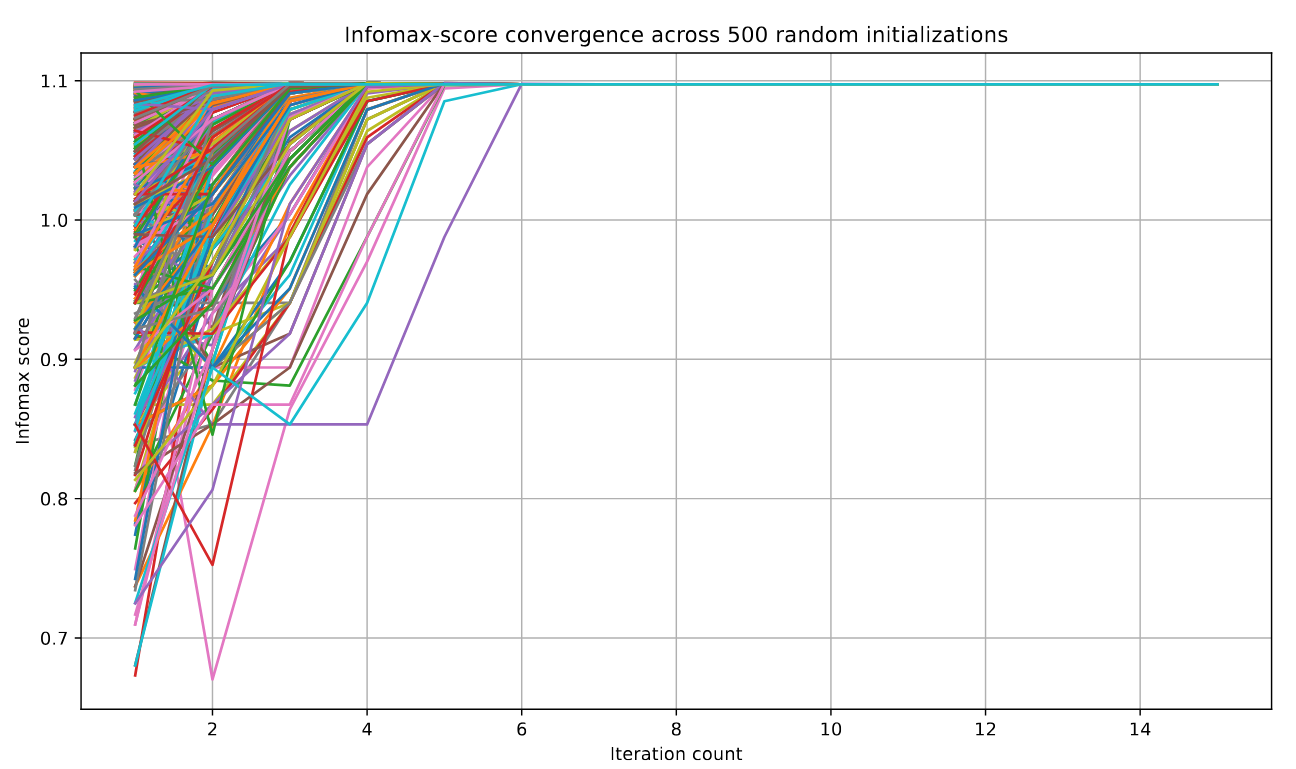 Infomax-score convergence across 500 random initializations
Infomax score
1.1
1.0
0.9
0.8
0.7
2 4 6 8 10 12 14
Iteration count